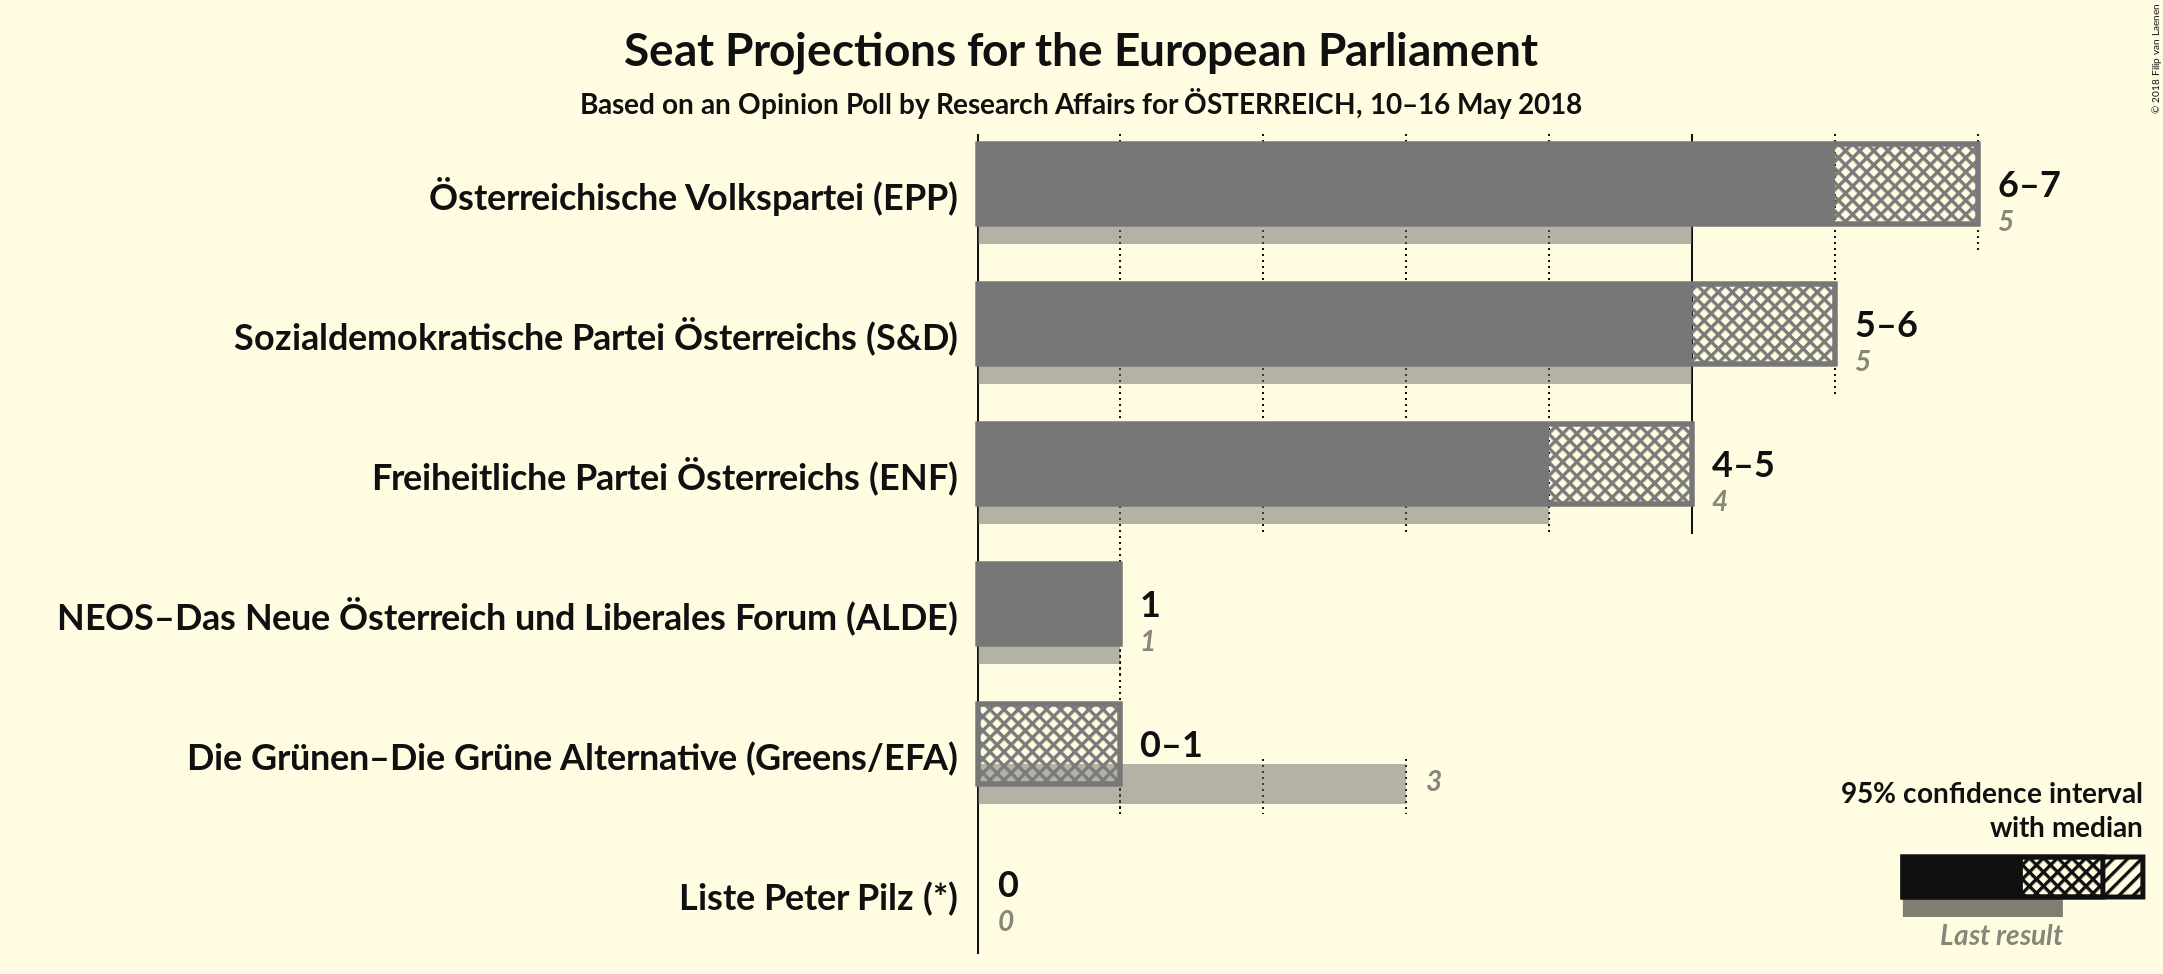 Seat Projections for the European Parliament
Based on an Opinion Poll by Research Affairs for ÖSTERREICH, 10–16 May 2018
© 2018 Filip van Laenen
Österreichische Volkspartei (EPP)
6–7
5
Sozialdemokratische Partei Österreichs (S&D)
5–6
5
Freiheitliche Partei Österreichs (ENF)
4–5
4
NEOS–Das Neue Österreich und Liberales Forum (ALDE)
1
1
Die Grünen–Die Grüne Alternative (Greens/EFA)
0–1
3
Liste Peter Pilz (*)
0
0
95% confidence interval
with median
Last result